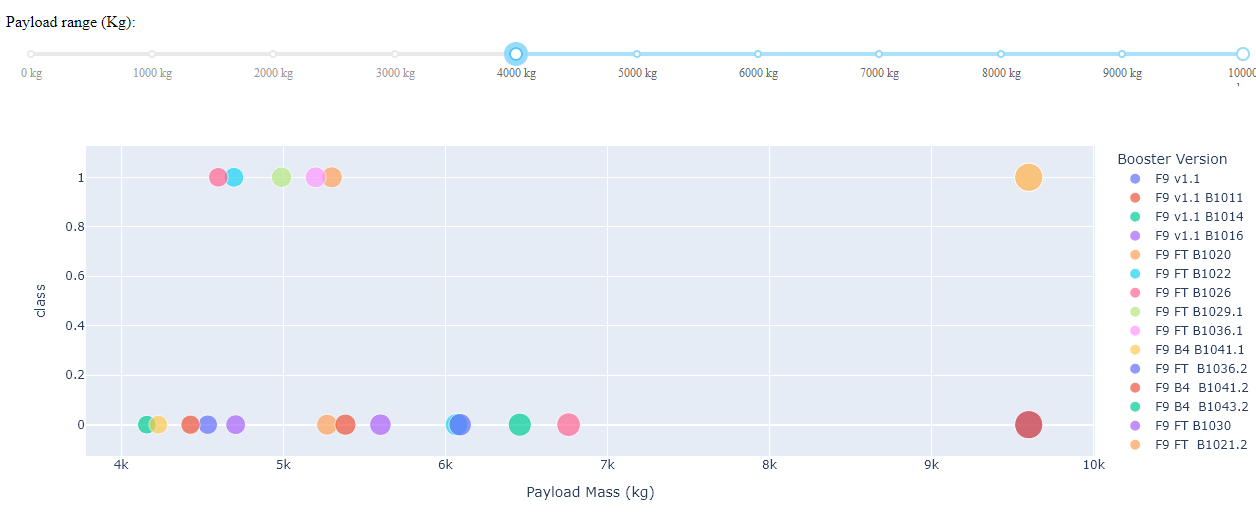 Payload range (Kg):
0 kg 1000 kg 2000 kg 3000 kg 4000 kg 5000 kg 6000 kg 7000 kg 8000 kg 9000 kg 10000
Booster Version
F9 v1.1
F9 v1.1 B1011
F9 v1.1 B1014
F9 v1.1 B1016
F9 FT B1020
F9 FT B1022
F9 FT B1026
F9 FT B1029.1
F9 FT B1036.1
F9 B4 B1041.1
F9 FT  B1036.2
F9 B4  B1041.2
F9 B4  B1043.2
F9 FT B1030
F9 FT  B1021.2
1
0.8
0.6
0.4
0.2
0
class
4k 5k 6k 7k 8k 9k 10k
Payload Mass (kg)